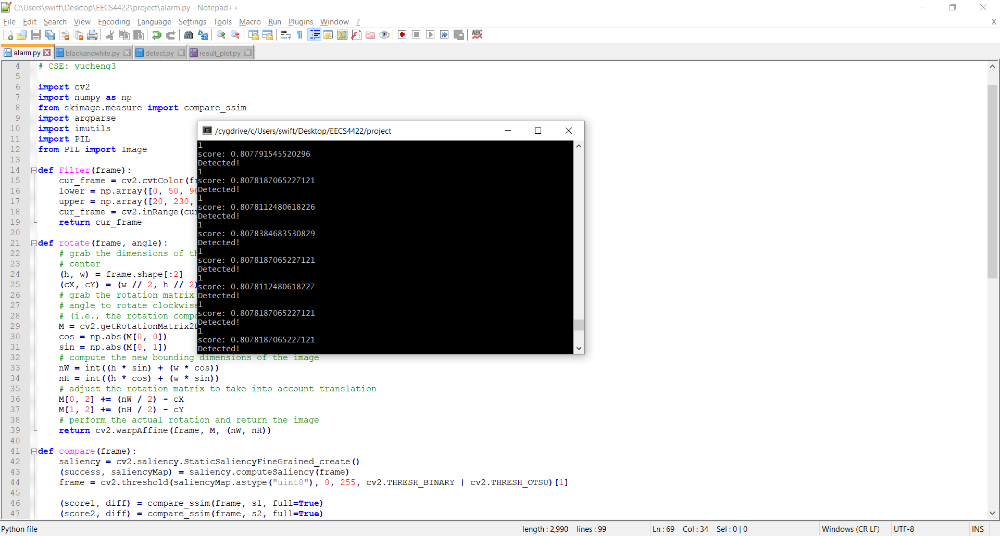 C:\Users\swift\Desktop\EECS4422\project\alarm.py - Notepad++
File Edit Search View Encoding Language Settings Tools Macro Run Plugins Window ? X
ABC
alarm.py blackandwhite.py detect.py result_plot.py
4 # CSE: yucheng3
5
6 import cv2
7 import numpy as np
8 from skimage.measure import compare_ssim
9 import argparse
10 import imutils
11 import PIL
12 from PIL import Image
13
14 def Filter(frame):
15 cur_frame = cv2.cvtColor(fr
16 lower = np.array([0, 50, 90
17 upper = np.array([20, 230,
18 cur_frame = cv2.inRange(cur
19 return cur_frame
20
21 def rotate(frame, angle):
22 # grab the dimensions of th
23 # center
24 (h, w) = frame.shape[:2]
25 (cX, cY) = (w // 2, h // 2)
26 # grab the rotation matrix
27 # angle to rotate clockwise
28 # (i.e., the rotation compo
29 M = cv2.getRotationMatrix2D
30 cos = np.abs(M[0, 0])
31 sin = np.abs(M[0, 1])
32 # compute the new bounding dimensions of the image
33 nW = int((h * sin) + (w * cos))
34 nH = int((h * cos) + (w * sin))
35 # adjust the rotation matrix to take into account translation
36 M[0, 2] += (nW / 2) - cX
37 M[1, 2] += (nH / 2) - cY
38 # perform the actual rotation and return the image
39 return cv2.warpAffine(frame, M, (nW, nH))
40
41 def compare(frame):
42 saliency = cv2.saliency.StaticSaliencyFineGrained_create()
43 (success, saliencyMap) = saliency.computeSaliency(frame)
44 frame = cv2.threshold(saliencyMap.astype("uint8"), 0, 255, cv2.THRESH_BINARY | cv2.THRESH_OTSU)[1]
45
46 (score1, diff) = compare_ssim(frame, s1, full=True)
47 (score2, diff) = compare_ssim(frame, s2, full=True)
/cygdrive/c/Users/swift/Desktop/EECS4422/project
1
score: 0.807791545520296
Detected!
1
score: 0.8078187065227121
Detected!
1
score: 0.8078112480618226
Detected!
1
score: 0.8078384683530829
Detected!
1
score: 0.8078187065227121
Detected!
1
score: 0.8078112480618227
Detected!
1
score: 0.8078187065227121
Detected!
1
score: 0.8078187065227121
Detected!
Python file length : 2,990 lines : 99 Ln : 69 Col : 34 Sel : 0 | 0 Windows (CR LF) UTF-8 INS